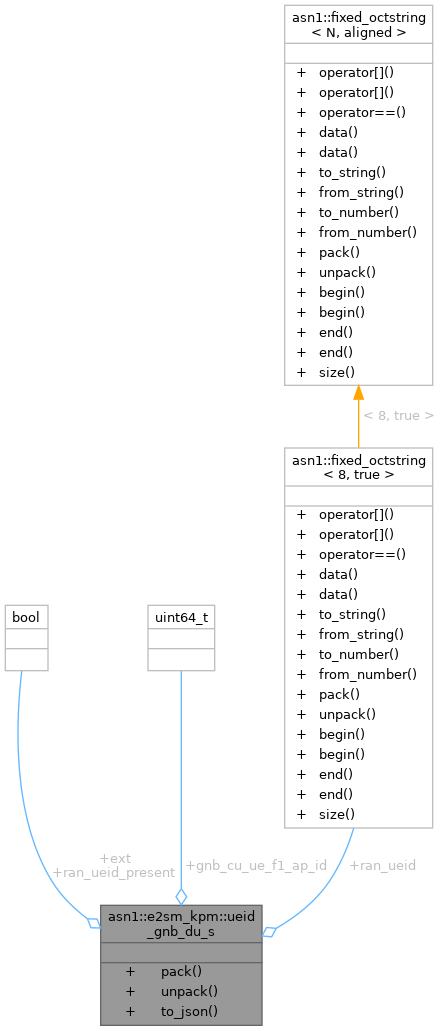 asn1::fixed_octstring
< N, aligned >
+ operator[]()
+ operator[]()
+ operator==()
+ data()
+ data()
+ to_string()
+ from_string()
+ to_number()
+ from_number()
+ pack()
+ unpack()
+ begin()
+ begin()
+ end()
+ end()
+ size()
< 8, true >
asn1::fixed_octstring
< 8, true >
+ operator[]()
+ operator[]()
+ operator==()
+ data()
+ data()
+ to_string()
+ from_string()
+ to_number()
+ from_number()
+ pack()
+ unpack()
+ begin()
+ begin()
+ end()
+ end()
+ size()
bool
uint64_t
+ext
+ran_ueid_present
+gnb_cu_ue_f1_ap_id
+ran_ueid
asn1::e2sm_kpm::ueid
_gnb_du_s
+ pack()
+ unpack()
+ to_json()